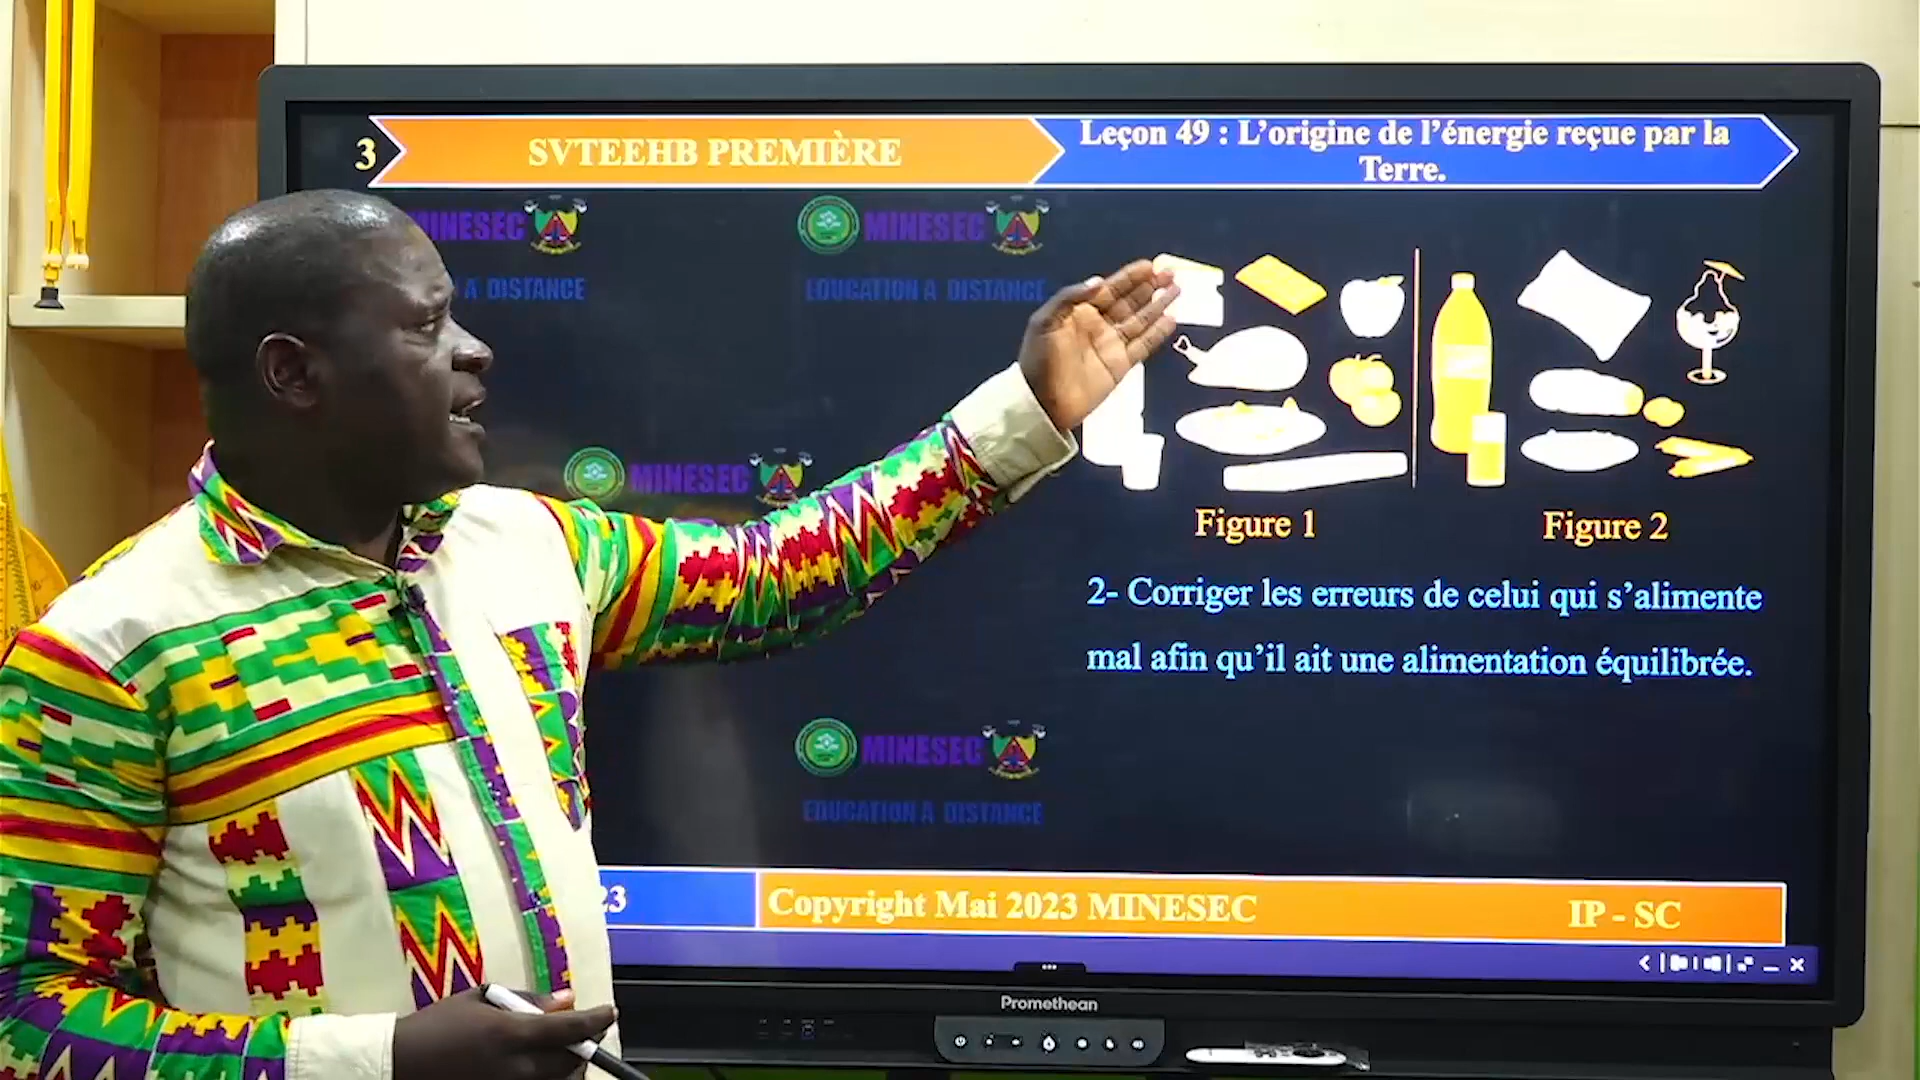 3
SVTEEHB PREMIÈRE
Leçon 49 : L’origine de l’énergie reçue par la
Terre.
MINESEC
A DISTANCE
MINESEC
EDUCATION A DISTANCE
MINESEC
Figure 1
Figure 2
2- Corriger les erreurs de celui qui s’alimente
mal afin qu’il ait une alimentation équilibrée.
MINESEC
EDUCATION A DISTANCE
23
Copyright Mai 2023 MINESEC
IP - SC
Promethean